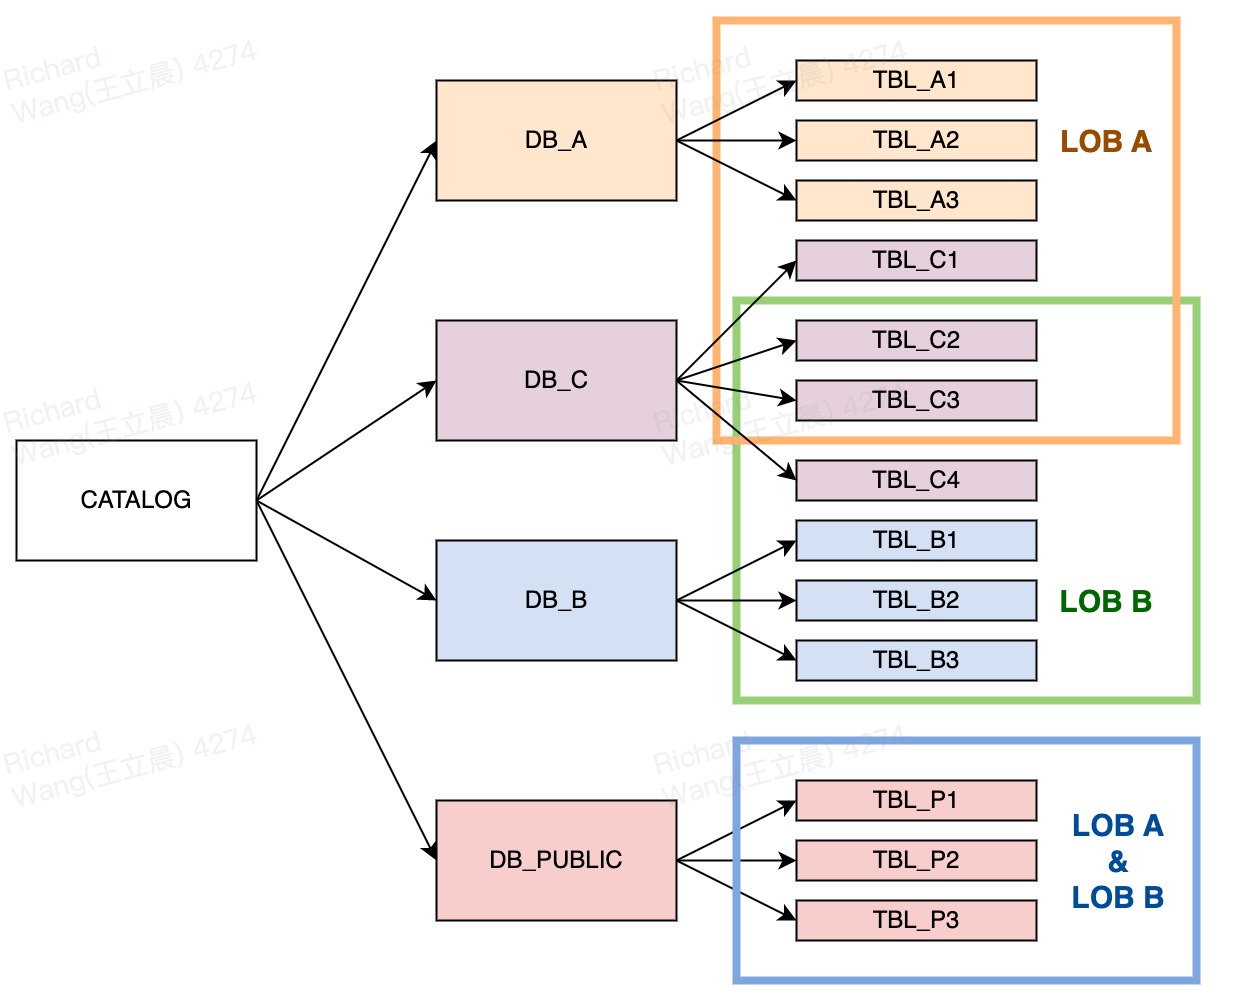 Richard
Wang(王立晨) 4274
Richard
Wang(王立晨) 4274
TBL_A1
DB_A
TBL_A2
LOB A
TBL_A3
TBL_C1
TBL_C2
DB_C
TBL_C3
Richard
Wang(王立晨) 4274
Richard
Wang(王立晨) 4274
CATALOG
TBL_C4
TBL_B1
DB_B
TBL_B2
LOB B
TBL_B3
Richard
Wang(王立晨) 4274
Richard
Wang(王立晨) 4274
TBL_P1
LOB A
DB_PUBLIC
TBL_P2
&
LOB B
TBL_P3